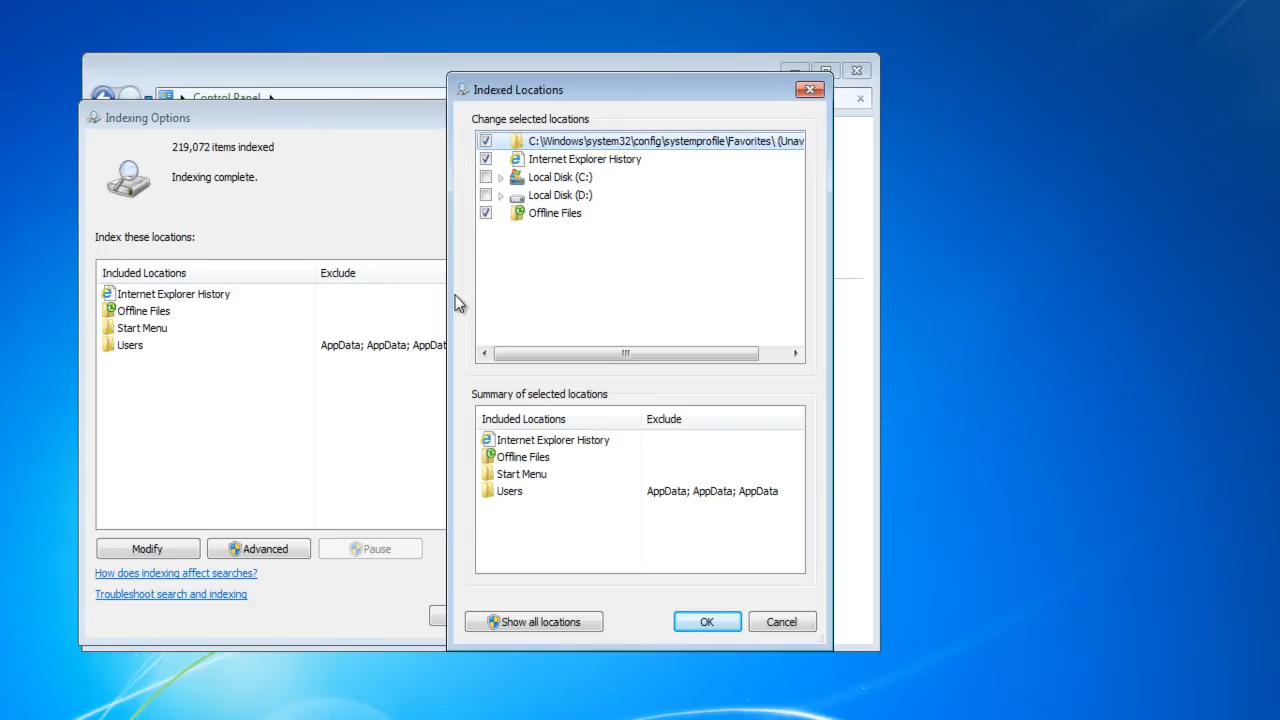 Control Panel
Indexing Options
219,072 items indexed
Indexing complete.
Index these locations:
Included Locations Exclude
Internet Explorer History
Offline Files
Start Menu
Users AppData; AppData; AppDat
Modify Advanced Pause
How does indexing affect searches?
Troubleshoot search and indexing
Indexed Locations
Change selected locations
C:\Windows\system32\config\systemprofile\Favorites\ (Unav
Internet Explorer History
Local Disk (C:)
Local Disk (D:)
Offline Files
Summary of selected locations
Included Locations Exclude
Internet Explorer History
Offline Files
Start Menu
Users AppData; AppData; AppData
Show all locations OK Cancel